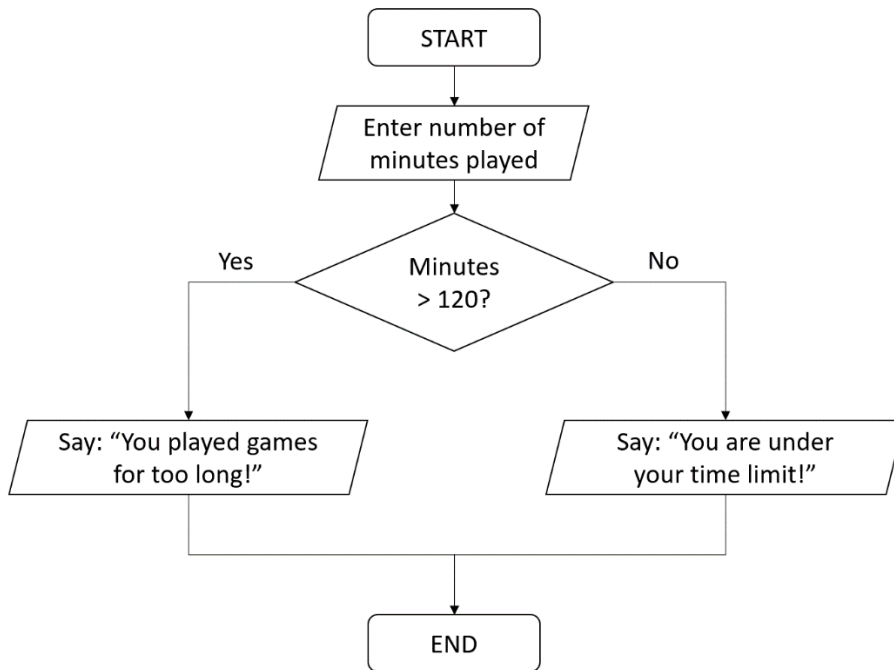 START
Enter number of
minutes played
Yes
Minutes
> 120?
No
Say: “You played games
for too long!”
Say: “You are under
your time limit!”
END